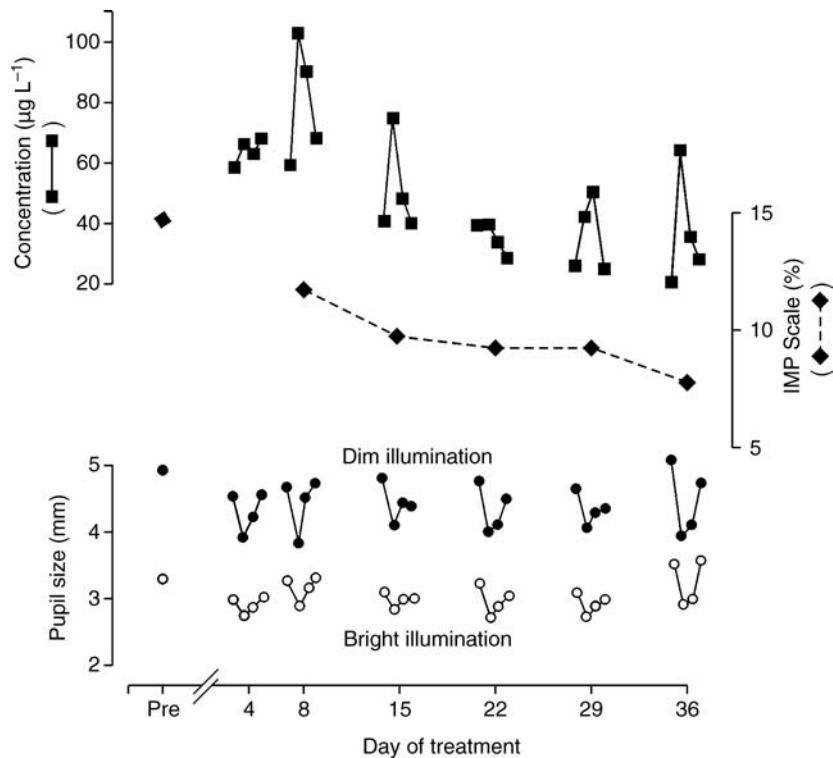 Concentration (µg L⁻¹)
( )
100
80
60
40
20
15
10
5
IMP Scale (%)
( )
Dim illumination
Pupil size (mm)
5
4
3
2
Bright illumination
Pre 4 8 15 22 29 36
Day of treatment